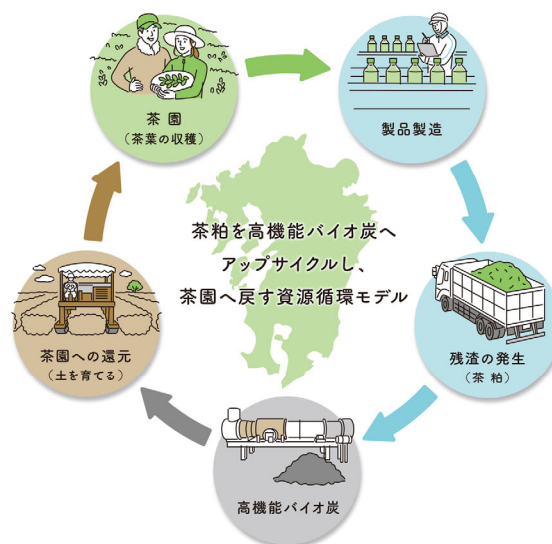 茶園
(茶葉の収穫)
製品製造
茶粕を高機能バイオ炭へ
アップサイクルし、
茶園へ戻す資源循環モデル
茶園への還元
(土を育てる)
残渣の発生
(茶粕)
高機能バイオ炭